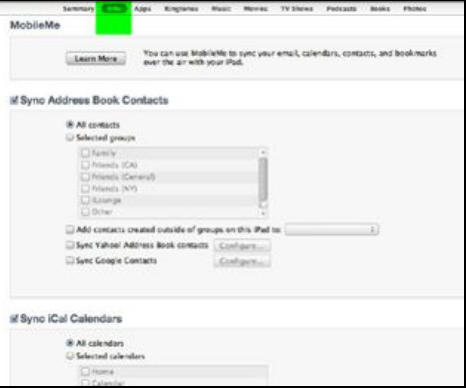 Summary Info Apps Ringtones Music Movies TV Shows Podcasts Books Photos
MobileMe
Learn More
You can use MobileMe to sync your email, calendars, contacts, and bookmarks
over the air with your iPad.
Sync Address Book Contacts
All contacts
Selected groups
Family
Friends (CA)
Friends (General)
Friends (NY)
iLounge
Other
Add contacts created outside of groups on this iPad to:
Sync Yahoo! Address Book contacts Configure...
Sync Google Contacts Configure...
Sync iCal Calendars
All calendars
Selected calendars
Home
Calendar